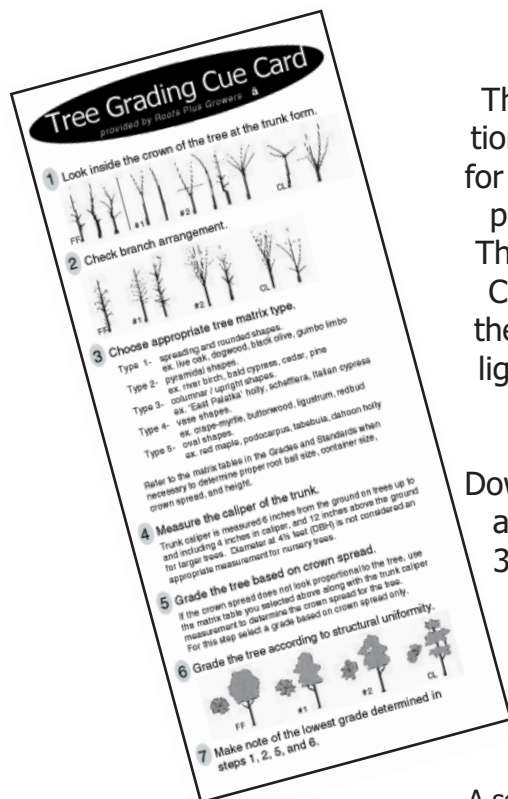 Tree Grading Cue Card
provided by Roots Plus Growers â
1 Look inside the crown of the tree at the trunk form.
FF #1 #2 CL
2 Check branch arrangement.
FF #1 #2 CL
3 Choose appropriate tree matrix type.
Type 1- spreading and rounded shapes.
ex. live oak, dogwood, black olive, gumbo limbo
Type 2- pyramidal shapes.
ex. river birch, bald cypress, cedar, pine
Type 3- columnar / upright shapes.
ex. 'East Palatka' holly, schefflera, Italian cypress
Type 4- vase shapes.
ex. crape-myrtle, buttonwood, ligustrum, redbud
Type 5- oval shapes.
ex. red maple, podocarpus, tabebuia, dahoon holly
Refer to the matrix tables in the Grades and Standards when
necessary to determine proper root ball size, container size,
crown spread, and height.
4 Measure the caliper of the trunk.
Trunk caliper is measured 6 inches from the ground on trees up to
and including 4 inches in caliper, and 12 inches above the ground
for larger trees. Diameter at 4½ feet (DBH) is not considered an
appropriate measurement for nursery trees.
5 Grade the tree based on crown spread.
If the crown spread does not look proportional to the tree, use
the matrix table you selected above along with the trunk caliper
measurement to determine the crown spread for the tree.
For this step select a grade based on crown spread only.
6 Grade the tree according to structural uniformity.
FF #1 #2 CL
7 Make note of the lowest grade determined in
steps 1, 2, 5, and 6.
Th
tion
for
p
Th
C
the
lig
Dow
a
3